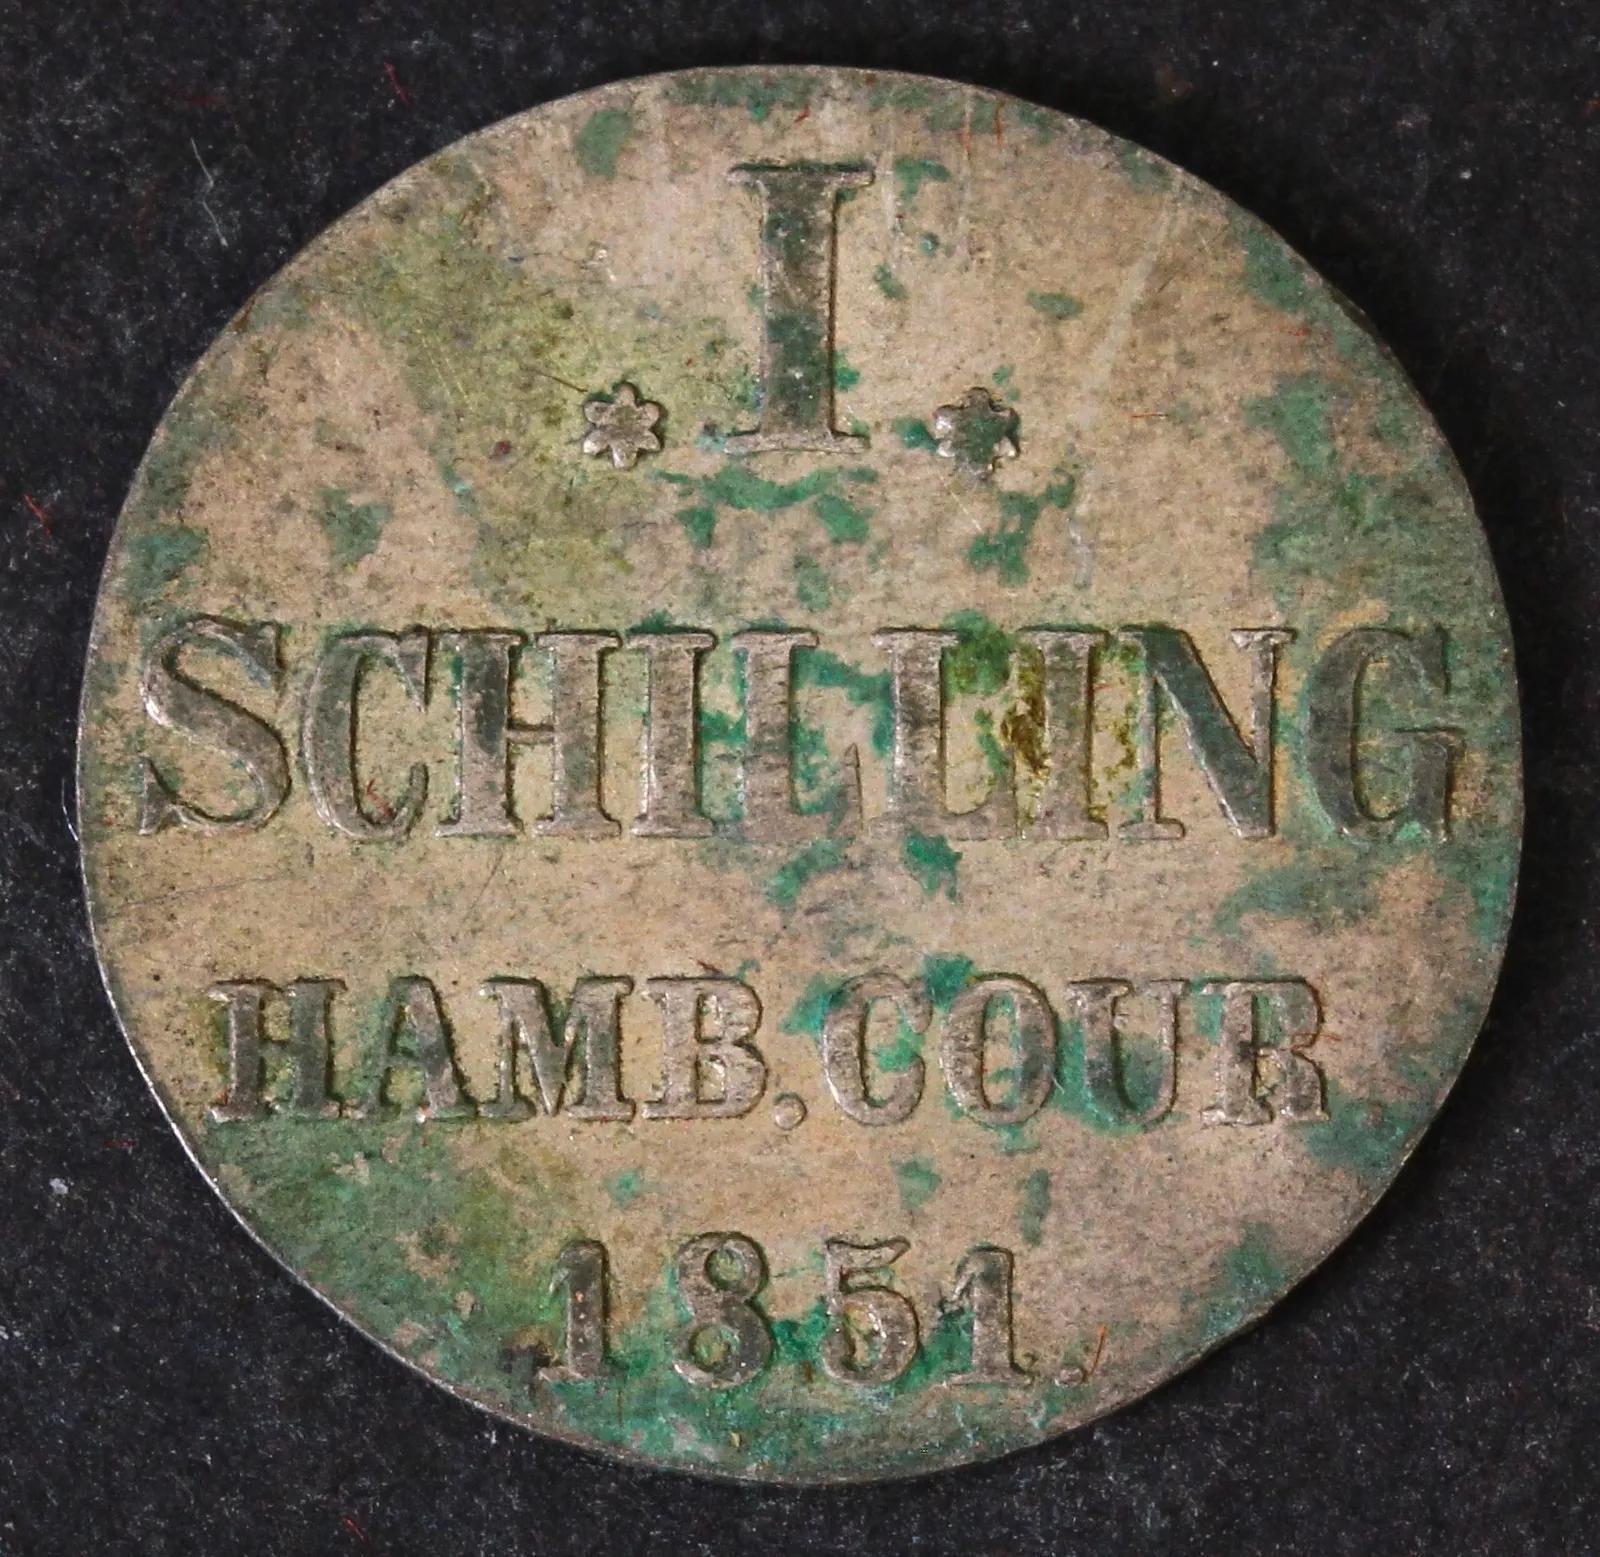 I
SCHILLING
HAMB.COUR
1851.